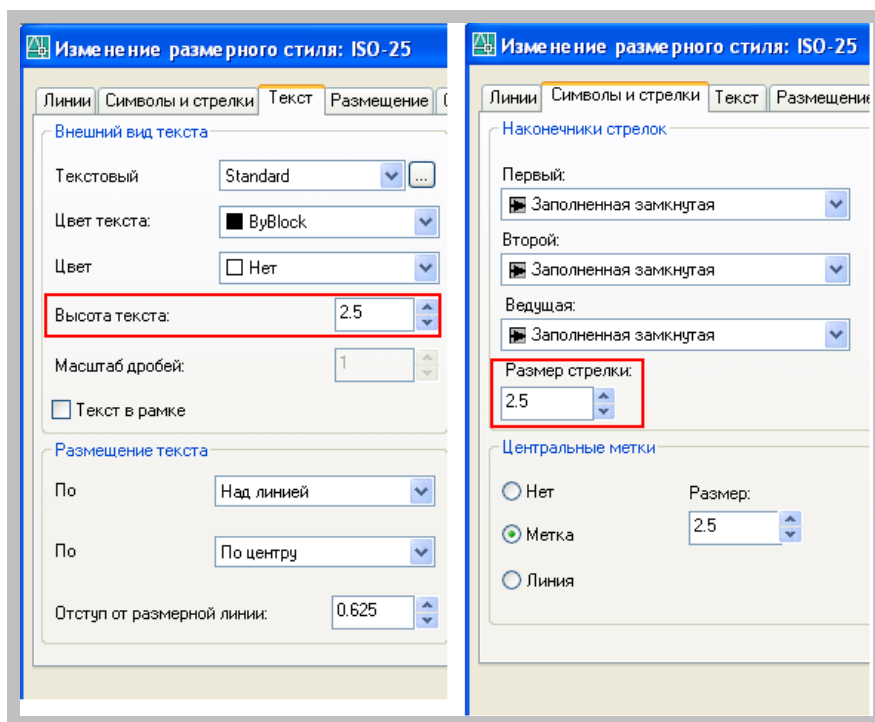 Изменение размерного стиля: ISO-25
Линии Символы и стрелки Текст Размещение
Внешний вид текста
Текстовый Standard ...
Цвет текста: ByBlock
Цвет Нет
Высота текста: 2.5
Масштаб дробей: 1
Текст в рамке
Размещение текста
По Над линией
По По центру
Отступ от размерной линии: 0.625
Изменение размерного стиля: ISO-25
Линии Символы и стрелки Текст Размещение
Наконечники стрелок
Первый:
Заполненная замкнутая
Второй:
Заполненная замкнутая
Ведущая:
Заполненная замкнутая
Размер стрелки:
2.5
Центральные метки
Нет Размер:
Метка 2.5
Линия